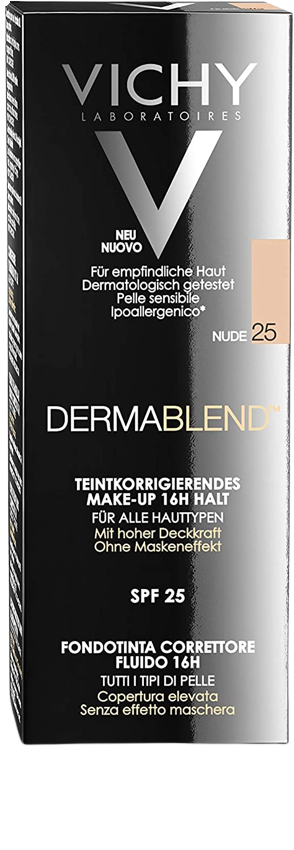 VICHY
LABORATOIRES
NEU
NUOVO
Für empfindliche Haut
Dermatologisch getestet
Pelle sensibile
Ipoallergenico*
NUDE 25
DERMABLEND™
TEINTKORRIGIERENDES
MAKE-UP 16H HALT
FÜR ALLE HAUTTYPEN
Mit hoher Deckkraft
Ohne Maskeneffekt
SPF 25
FONDOTINTA CORRETTORE
FLUIDO 16H
TUTTI I TIPI DI PELLE
Copertura elevata
Senza effetto maschera